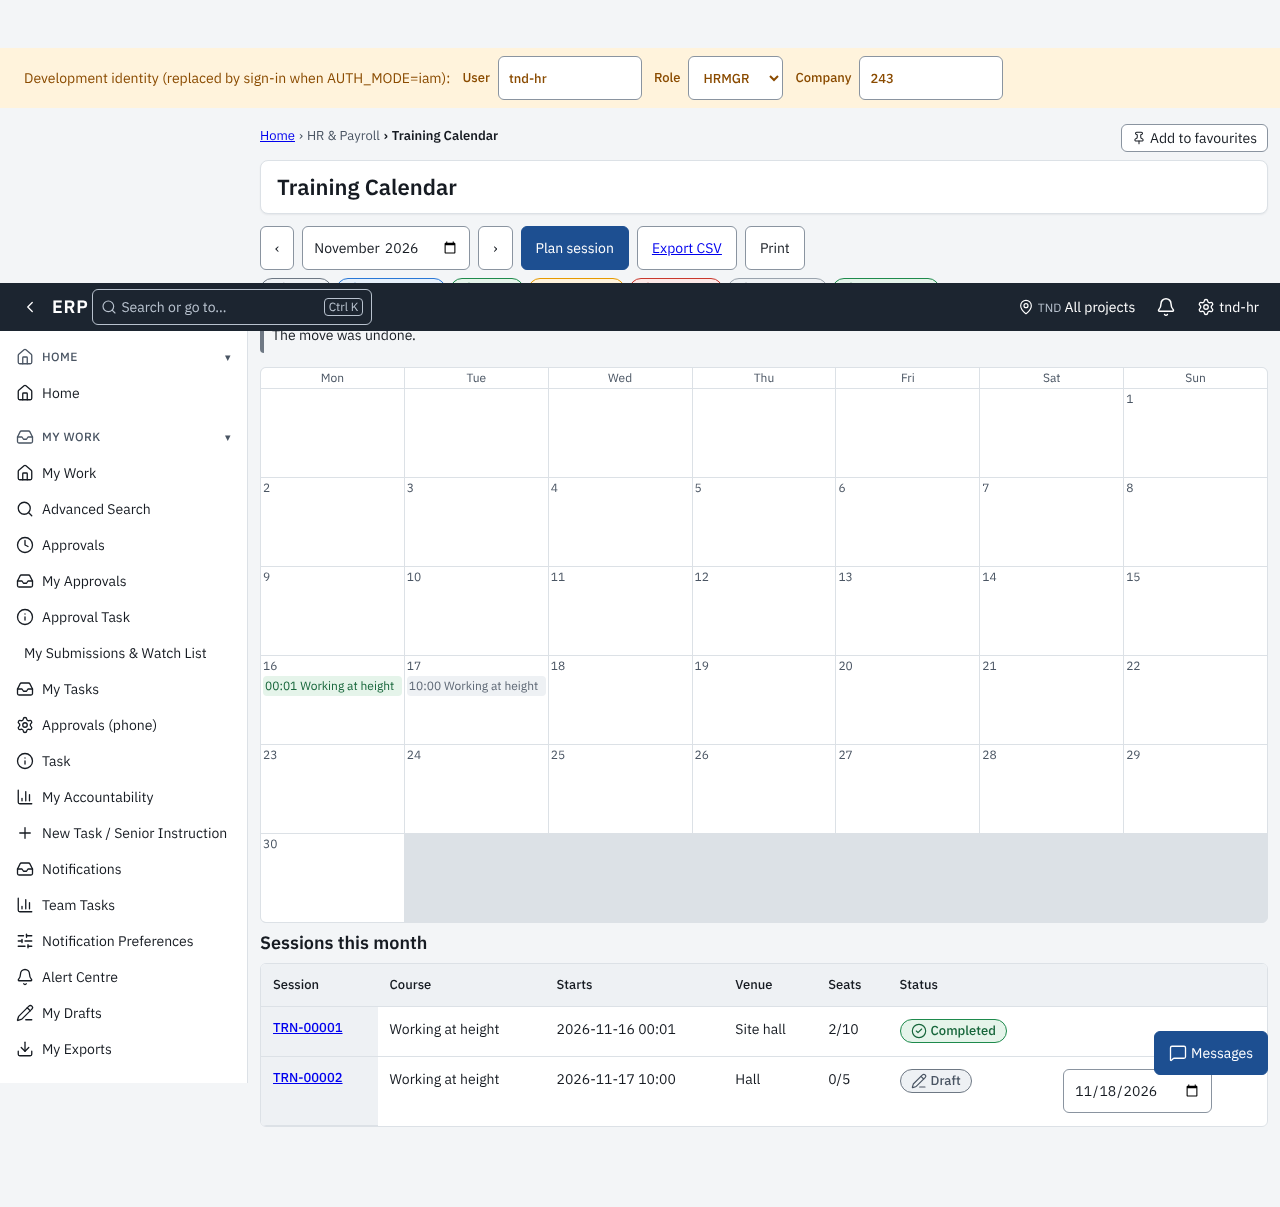 Development identity (replaced by sign-in when AUTH_MODE=iam): User tnd-hr Role HRMGR Company 243
Home › HR & Payroll › Training Calendar
Add to favourites
Training Calendar
‹ November 2026 › Plan session Export CSV Print
ERP Search or go to... Ctrl K TND All projects tnd-hr
The move was undone.
HOME
Home
MY WORK
My Work
Advanced Search
Approvals
My Approvals
Approval Task
My Submissions & Watch List
My Tasks
Approvals (phone)
Task
My Accountability
New Task / Senior Instruction
Notifications
Team Tasks
Notification Preferences
Alert Centre
My Drafts
My Exports
Mon Tue Wed Thu Fri Sat Sun
1
2 3 4 5 6 7 8
9 10 11 12 13 14 15
16 17 18 19 20 21 22
00:01 Working at height 10:00 Working at height
23 24 25 26 27 28 29
30
Sessions this month
Session Course Starts Venue Seats Status
TRN-00001 Working at height 2026-11-16 00:01 Site hall 2/10 Completed
TRN-00002 Working at height 2026-11-17 10:00 Hall 0/5 Draft
11/18/2026
Messages